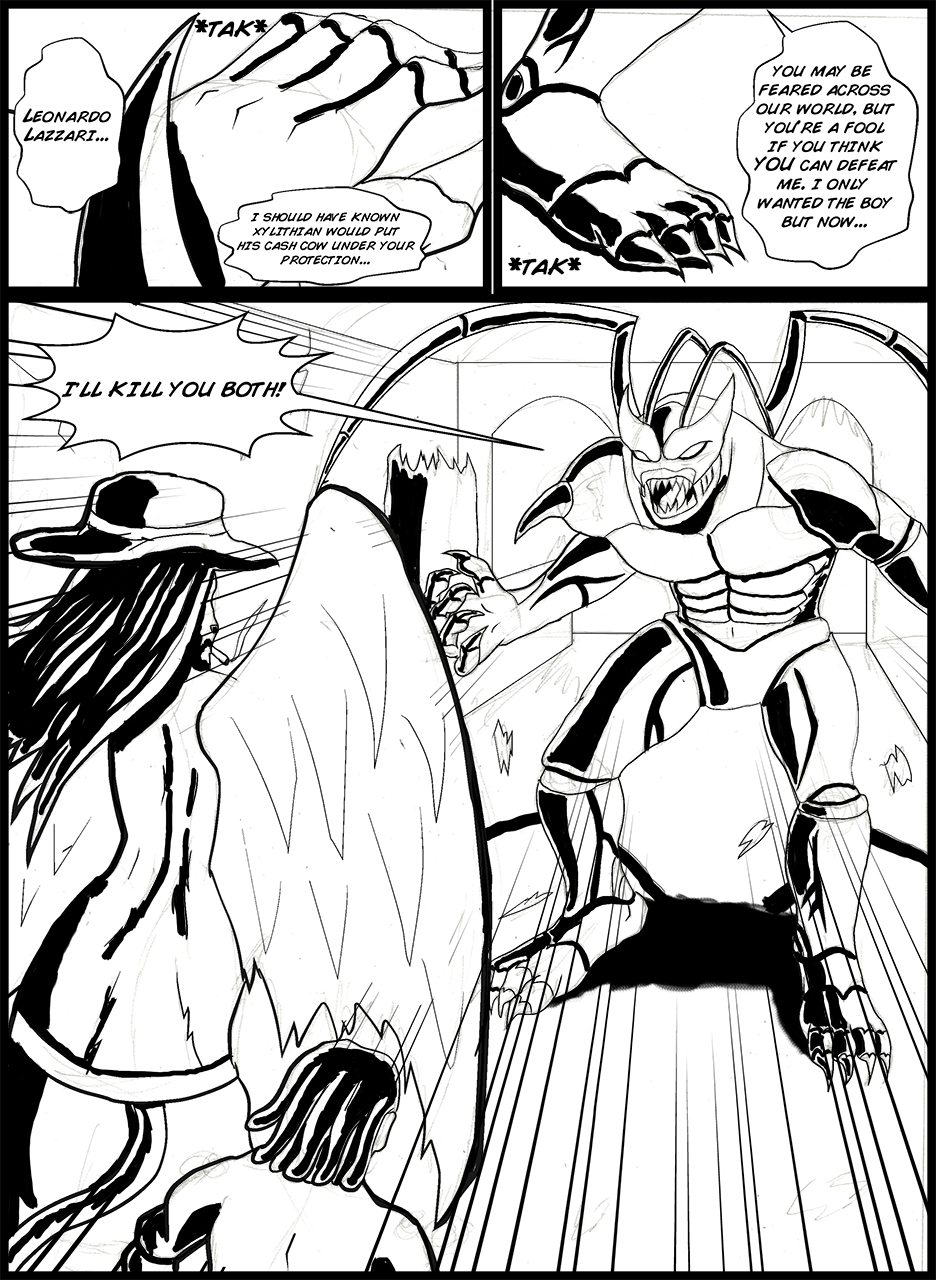 *TAK*
LEONARDO
LAZZARI...
I SHOULD HAVE KNOWN
XYLITHIAN WOULD PUT
HIS CASH COW UNDER YOUR
PROTECTION...
YOU MAY BE
FEARED ACROSS
OUR WORLD, BUT
YOU'RE A FOOL
IF YOU THINK
YOU CAN DEFEAT
ME. I ONLY
WANTED THE BOY
BUT NOW...
*TAK*
I'LL KILL YOU BOTH!